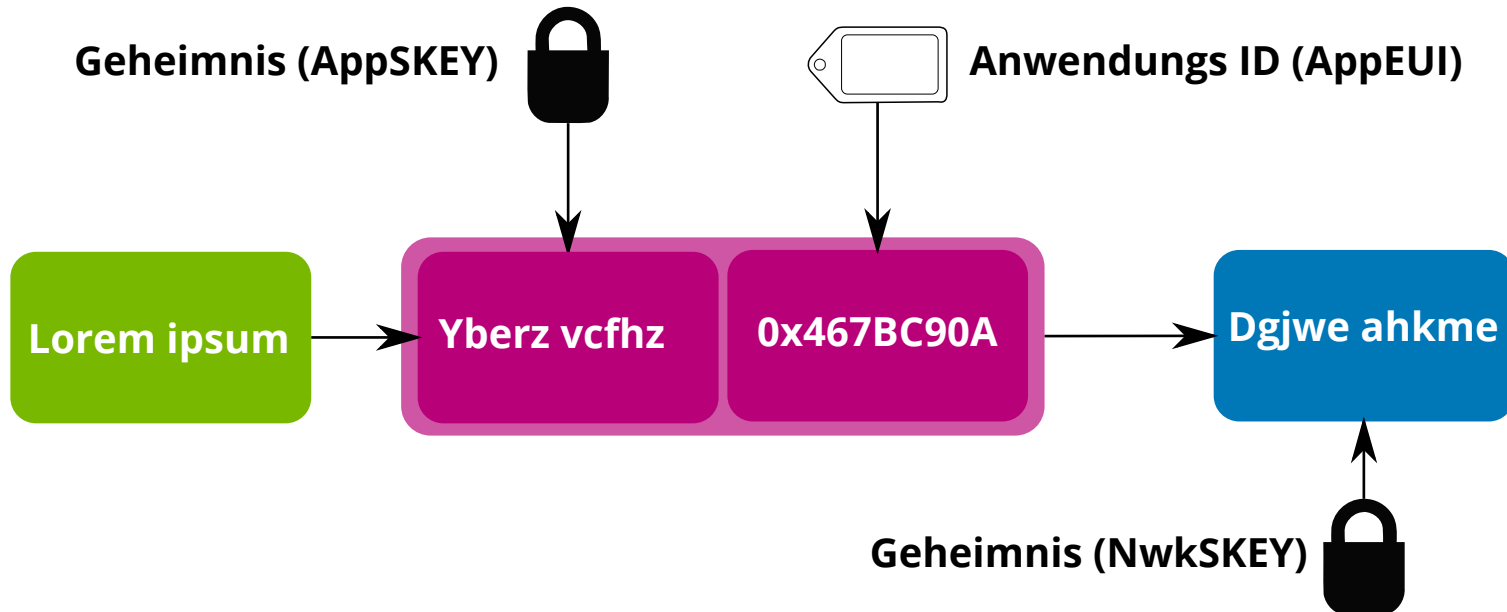 Geheimnis (AppSKEY)
Anwendungs ID (AppEUI)
Lorem ipsum
Yberz vcfhz
0x467BC90A
Dgjwe ahkme
Geheimnis (NwkSKEY)